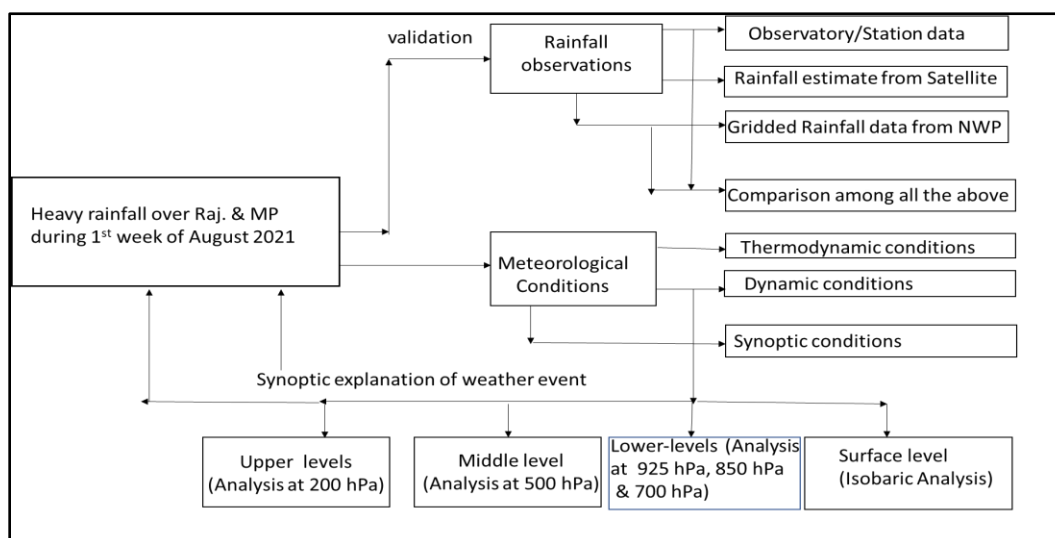 validation
Rainfall
observations
Observatory/Station data
Rainfall estimate from Satellite
Gridded Rainfall data from NWP
Comparison among all the above
Heavy rainfall over Raj. & MP
during 1st week of August 2021
Meteorological
Conditions
Thermodynamic conditions
Dynamic conditions
Synoptic conditions
Synoptic explanation of weather event
Upper levels
(Analysis at 200 hPa)
Middle level
(Analysis at 500 hPa)
Lower-levels (Analysis
at 925 hPa, 850 hPa
& 700 hPa)
Surface level
(Isobaric Analysis)